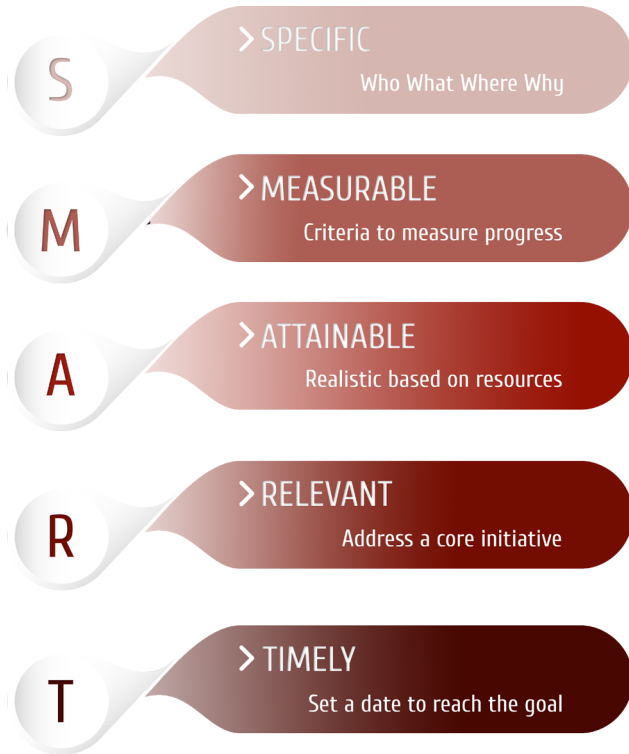 S
SPECIFIC
Who What Where Why
M
MEASURABLE
Criteria to measure progress
A
ATTAINABLE
Realistic based on resources
R
RELEVANT
Address a core initiative
T
TIMELY
Set a date to reach the goal